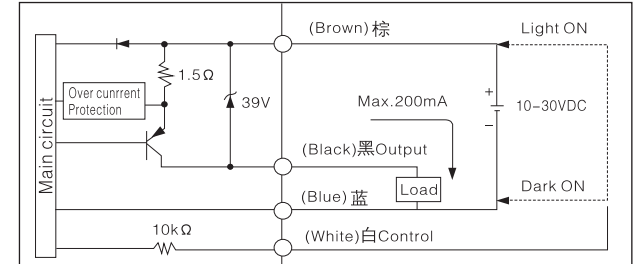 (Brown) 棕
Light ON
1.5Ω
Over cunrrent
Protection
39V
Max.200mA
+
10-30VDC
−
Main circuit
(Black)黑Output
Load
Dark ON
(Blue) 蓝
10kΩ
(White)白Control